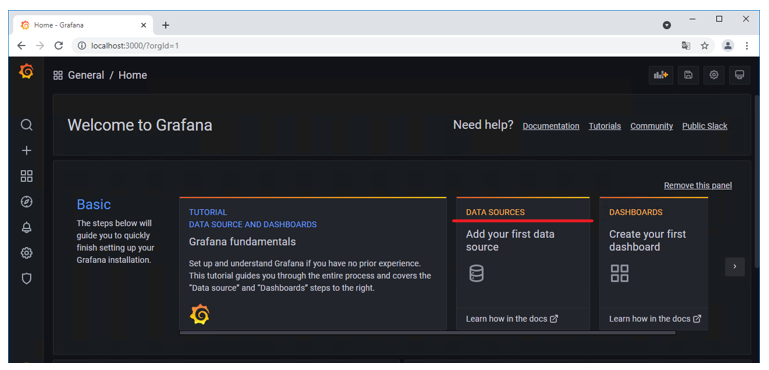 Home - Grafana
localhost:3000/?orgId=1
General / Home
Welcome to Grafana
Need help?
Documentation
Tutorials
Community
Public Slack
Remove this panel
Basic
The steps below will
guide you to quickly
finish setting up your
Grafana installation.
TUTORIAL
DATA SOURCE AND DASHBOARDS
Grafana fundamentals
Set up and understand Grafana if you have no prior experience.
This tutorial guides you through the entire process and covers the
"Data source" and "Dashboards" steps to the right.
DATA SOURCES
Add your first data
source
Learn how in the docs
DASHBOARDS
Create your first
dashboard
Learn how in the docs